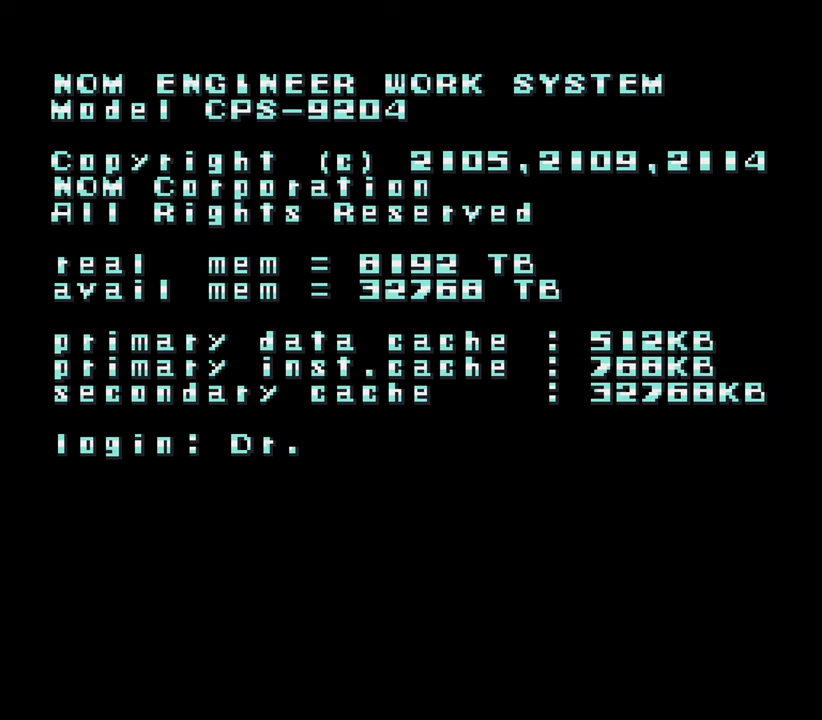 NOM ENGINEER WORK SYSTEM
Model CPS-9204
Copyright (c) 2105,2109,2114
NOM Corporation
All Rights Reserved
real mem = 8192 TB
avail mem = 32768 TB
primary data cache : 512KB
primary inst.cache : 768KB
secondary cache : 32768KB
login: Dr.